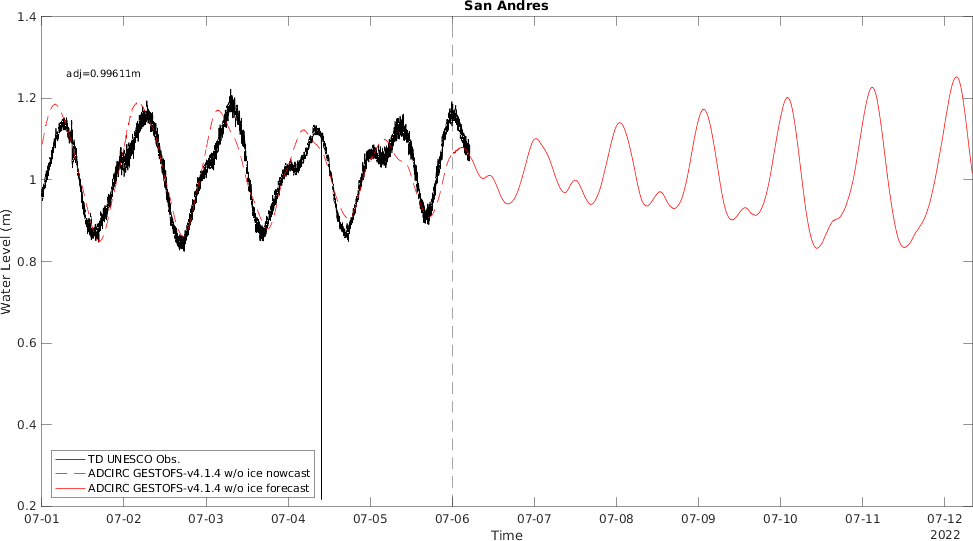 San Andres
1.4
1.2
1
0.8
0.6
0.4
0.2
Water Level (m)
adj=0.99611m
TD UNESCO Obs.
ADCIRC GESTOFS-v4.1.4 w/o ice nowcast
ADCIRC GESTOFS-v4.1.4 w/o ice forecast
07-01 07-02 07-03 07-04 07-05 07-06 07-07 07-08 07-09 07-10 07-11 07-12
Time
2022